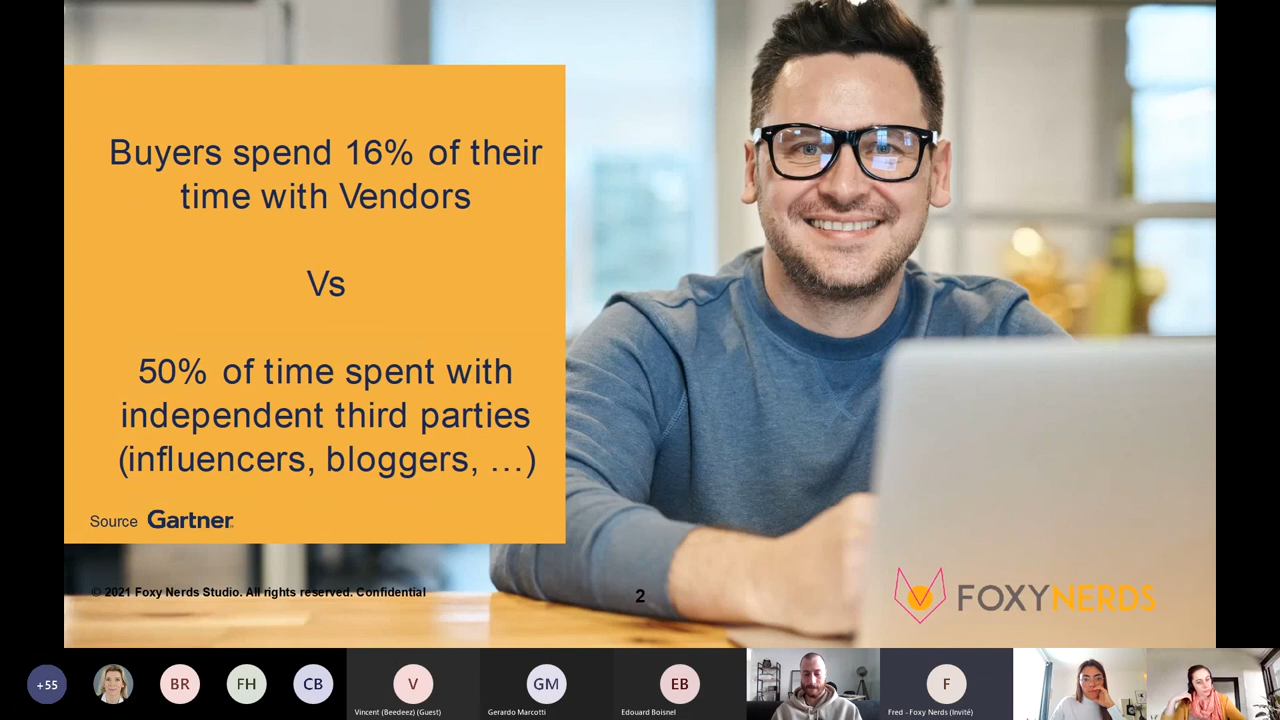 Buyers spend 16% of their
time with Vendors
Vs
50% of time spent with
independent third parties
(influencers, bloggers, …)
Source Gartner
© 2021 Foxy Nerds Studio. All rights reserved. Confidential
2
FOXYNERDS
+55
BR
FH
CB
V
GM
EB
F
Vincent (Beedeez) (Guest)
Gerardo Marcotti
Edouard Boisnel
Fred - Foxy Nerds (Invité)